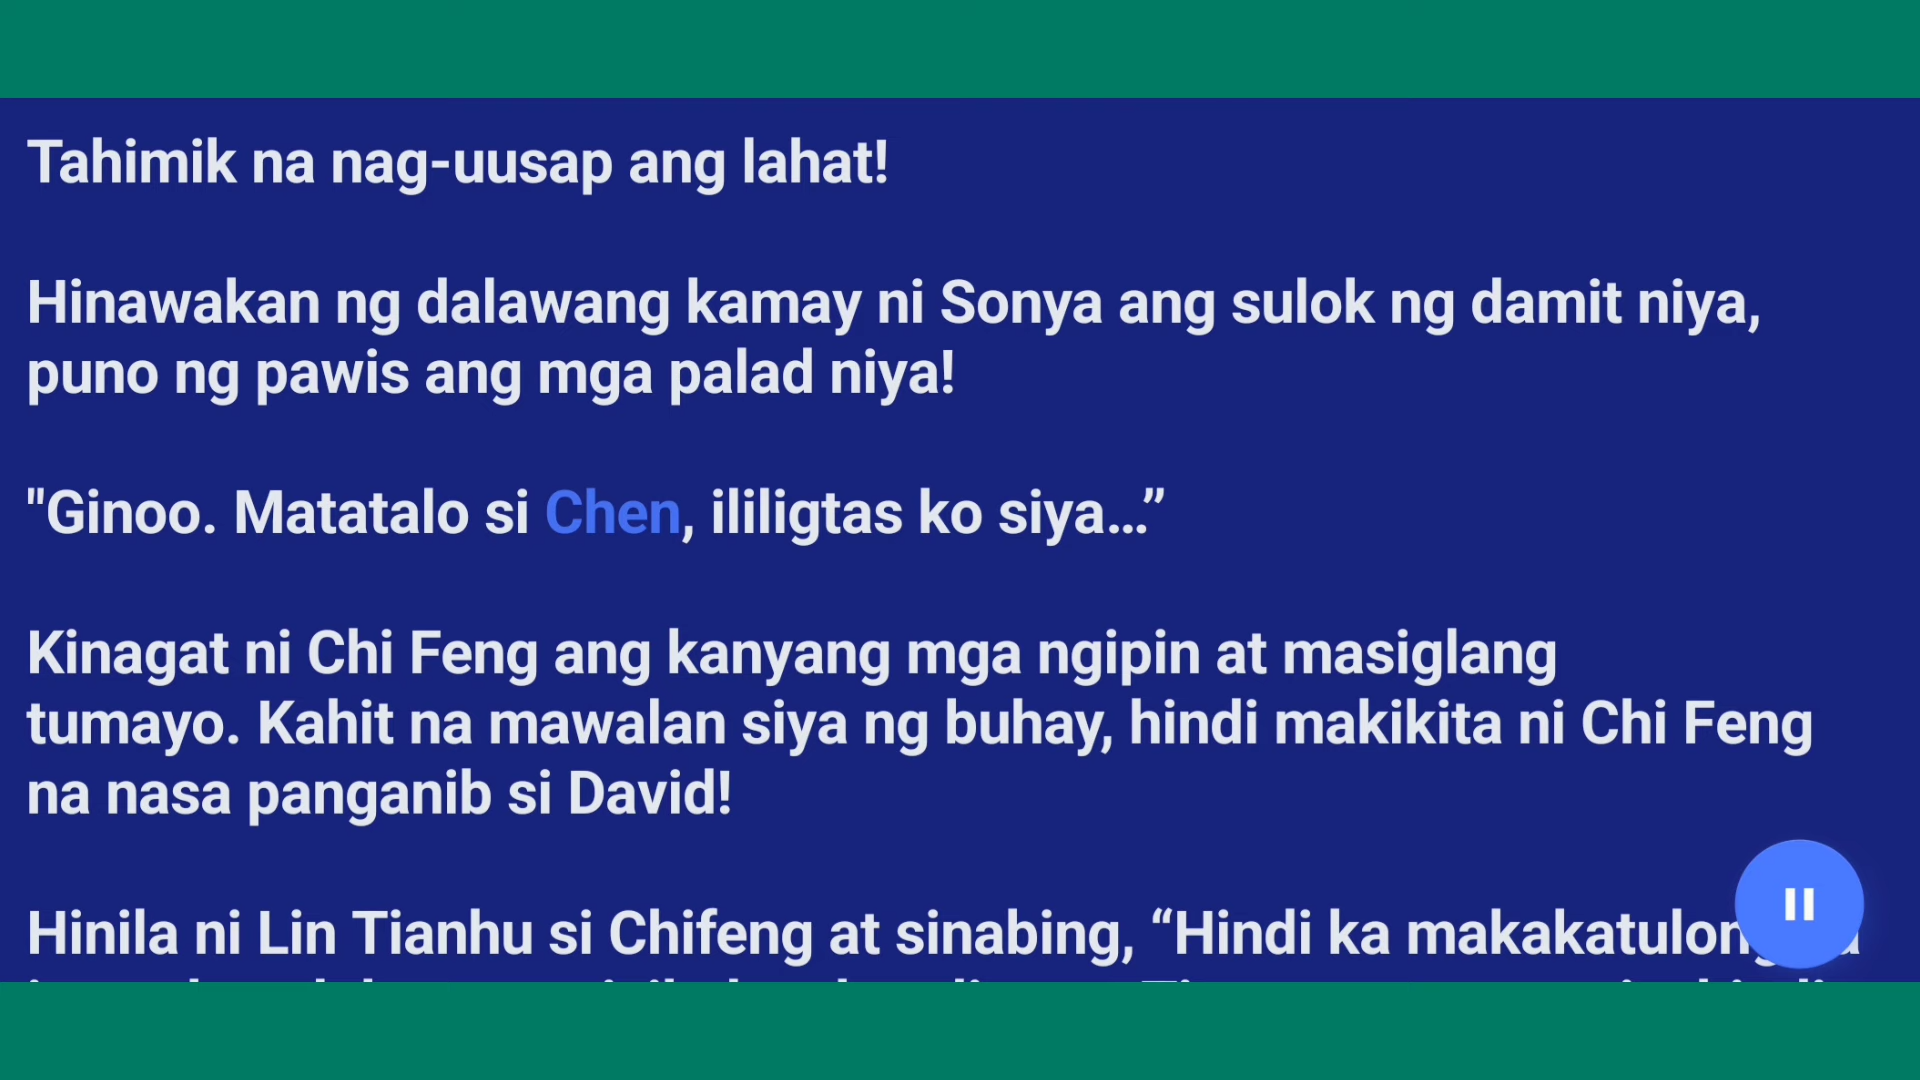 Tahimik na nag-uusap ang lahat!
Hinawakan ng dalawang kamay ni Sonya ang sulok ng damit niya,
puno ng pawis ang mga palad niya!
"Ginoo. Matatalo si Chen, ililigtas ko siya…”
Kinagat ni Chi Feng ang kanyang mga ngipin at masiglang
tumayo. Kahit na mawalan siya ng buhay, hindi makikita ni Chi Feng
na nasa panganib si David!
Hinila ni Lin Tianhu si Chifeng at sinabing, “Hindi ka makakatulong